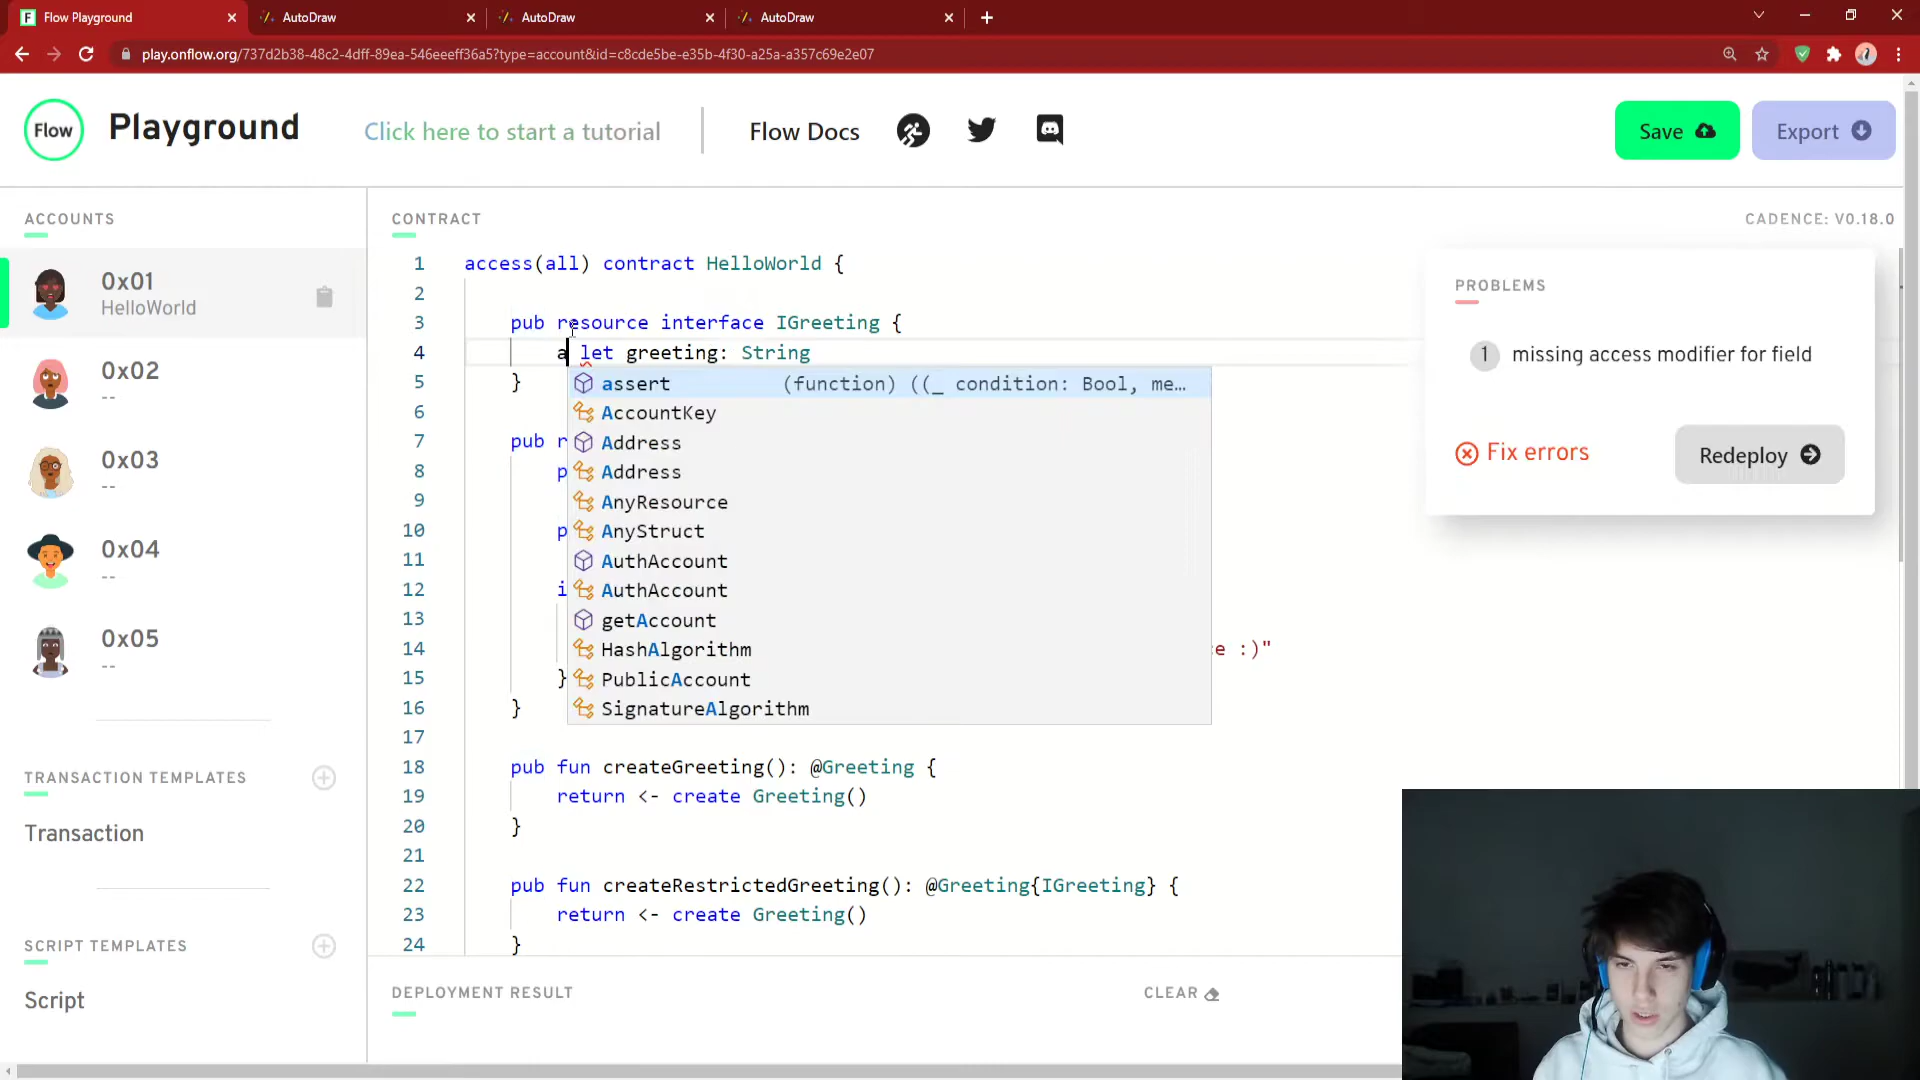 Flow Playground
AutoDraw
AutoDraw
AutoDraw
play.onflow.org/737d2b38-48c2-4dff-89ea-546eeeff36a5?type=account&id=c8cde5be-e35b-4f30-a25a-a357c69e2e07
Flow
Playground
Click here to start a tutorial
Flow Docs
Save
Export
ACCOUNTS
0x01
HelloWorld
0x02
--
0x03
--
0x04
--
0x05
--
TRANSACTION TEMPLATES
Transaction
SCRIPT TEMPLATES
Script
CONTRACT
CADENCE: V0.18.0
1 access(all) contract HelloWorld {
2
3 pub resource interface IGreeting {
4 a let greeting: String
5 }
6
7 pub r
8 p
9
10 p
11
12 i
13
14 e :)"
15 }
16 }
17
18 pub fun createGreeting(): @Greeting {
19 return <- create Greeting()
20 }
21
22 pub fun createRestrictedGreeting(): @Greeting{IGreeting} {
23 return <- create Greeting()
24 }
assert (function) ((_ condition: Bool, me…
AccountKey
Address
Address
AnyResource
AnyStruct
AuthAccount
AuthAccount
getAccount
HashAlgorithm
PublicAccount
SignatureAlgorithm
PROBLEMS
1 missing access modifier for field
Fix errors
Redeploy
DEPLOYMENT RESULT
CLEAR